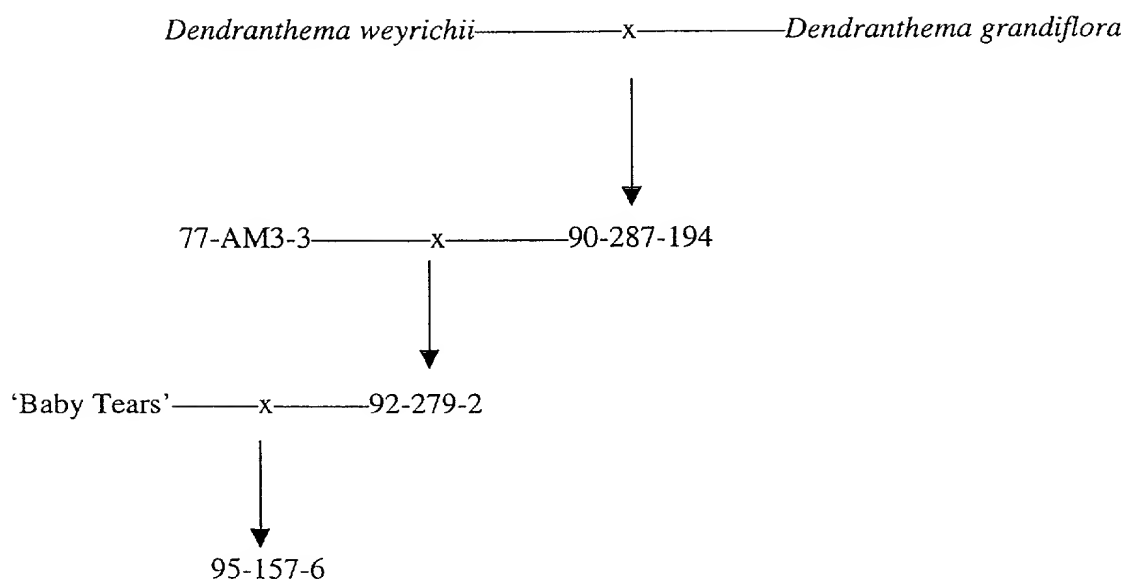 Dendranthema weyrichii x Dendranthema grandiflora
77-AM3-3 x 90-287-194
‘Baby Tears’ x 92-279-2
95-157-6